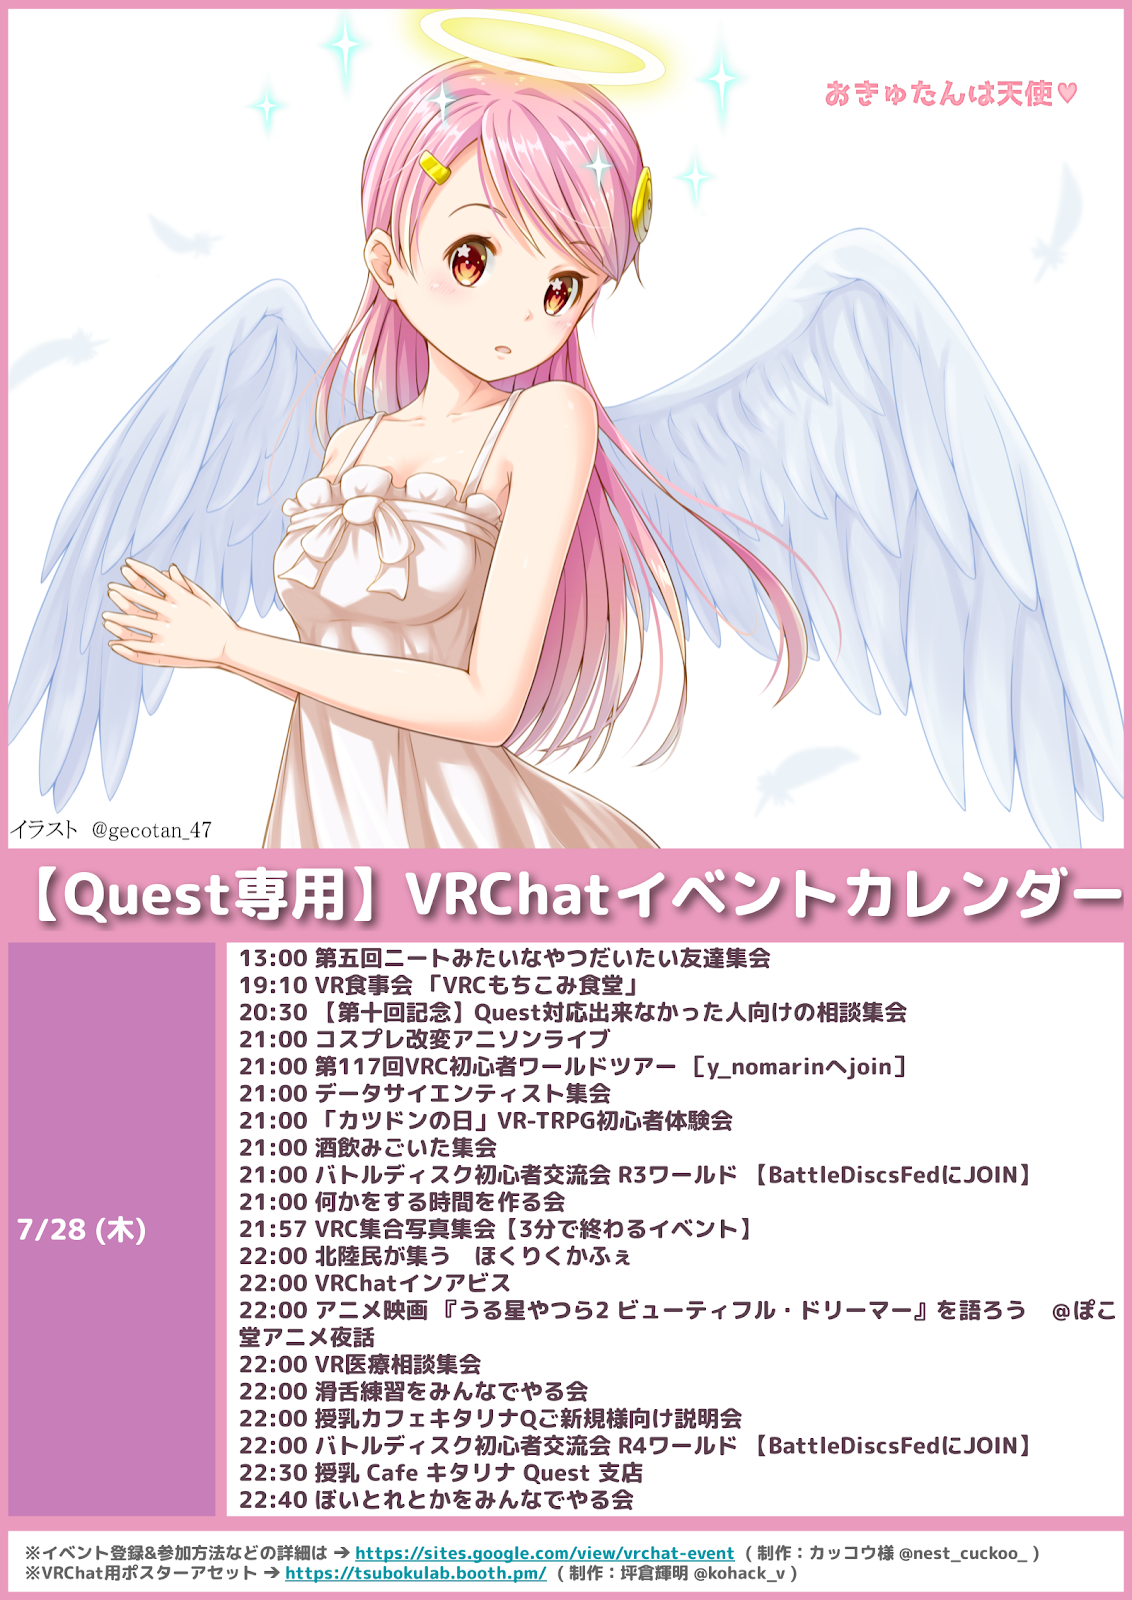 おきゅたんは天使♥
イラスト @gecotan_47
【Quest専用】VRChatイベントカレンダー
7/28 (木)
13:00 第五回ニートみたいなやつだいたい友達集会
19:10 VR食事会 「VRCもちこみ食堂」
20:30 【第十回記念】Quest対応出来なかった人向けの相談集会
21:00 コスプレ改変アニソンライブ
21:00 第117回VRC初心者ワールドツアー ［y_nomarinへjoin］
21:00 データサイエンティスト集会
21:00 「カツドンの日」VR-TRPG初心者体験会
21:00 酒飲みごいた集会
21:00 バトルディスク初心者交流会 R3ワールド 【BattleDiscsFedにJOIN】
21:00 何かをする時間を作る会
21:57 VRC集合写真集会【3分で終わるイベント】
22:00 北陸民が集う　ほくりくかふぇ
22:00 VRChatインアビス
22:00 アニメ映画 『うる星やつら2 ビューティフル・ドリーマー』を語ろう　@ぽこ
堂アニメ夜話
22:00 VR医療相談集会
22:00 滑舌練習をみんなでやる会
22:00 授乳カフェキタリナQご新規様向け説明会
22:00 バトルディスク初心者交流会 R4ワールド 【BattleDiscsFedにJOIN】
22:30 授乳 Cafe キタリナ Quest 支店
22:40 ぼいとれとかをみんなでやる会
※イベント登録&参加方法などの詳細は ➔ https://sites.google.com/view/vrchat-event （制作：カッコウ様 @nest_cuckoo_ ）
※VRChat用ポスターアセット ➔ https://tsubokulab.booth.pm/ （制作：坪倉輝明 @kohack_v ）